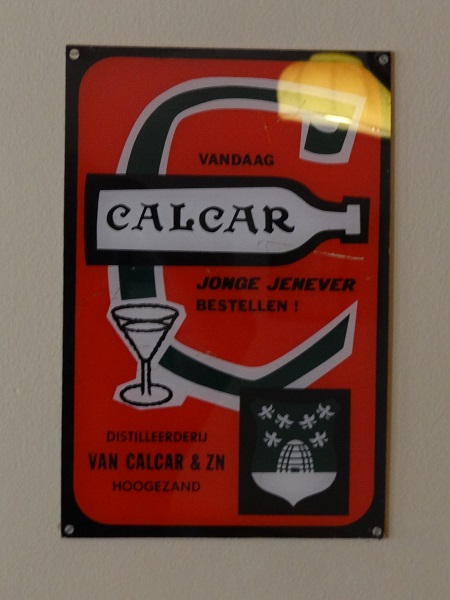 VANDAAG
CALCAR
JONGE JENEVER
BESTELLEN !
DISTILLEERDERIJ
VAN CALCAR & ZN
HOOGEZAND